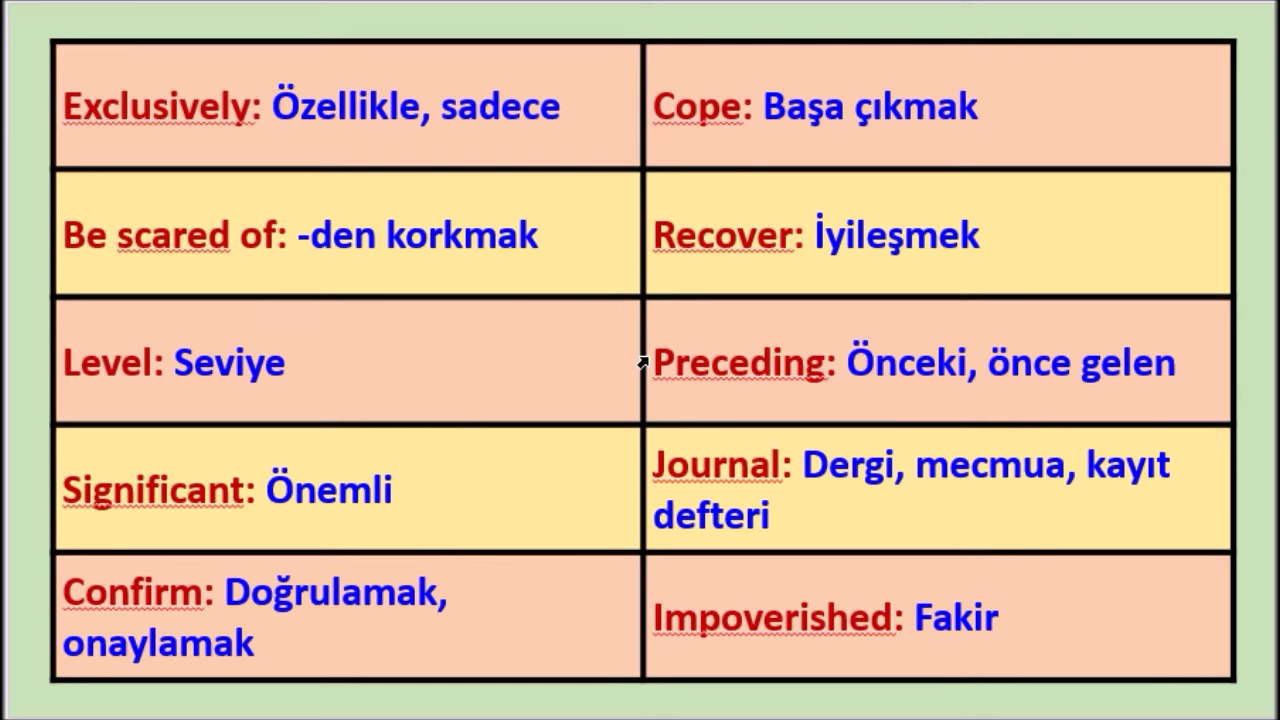 Exclusively: Özellikle, sadece
Cope: Başa çıkmak
Be scared of: -den korkmak
Recover: İyileşmek
Level: Seviye
Preceding: Önceki, önce gelen
Significant: Önemli
Journal: Dergi, mecmua, kayıt
defteri
Confirm: Doğrulamak,
onaylamak
Impoverished: Fakir